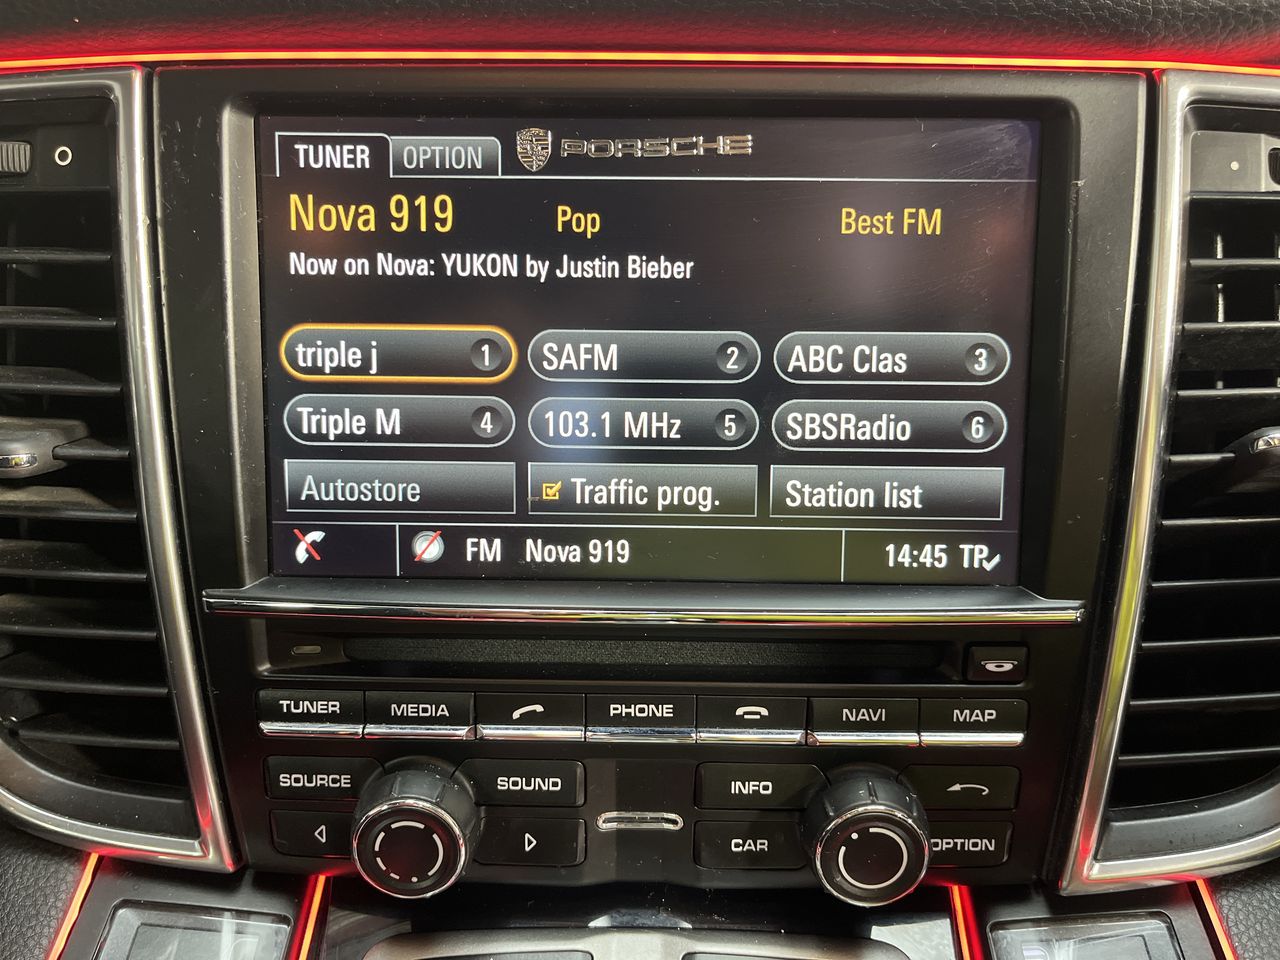 TUNER OPTION PORSCHE
Nova 919 Pop Best FM
Now on Nova: YUKON by Justin Bieber
triple j 1 SAFM 2 ABC Clas 3
Triple M 4 103.1 MHz 5 SBSRadio 6
Autostore Traffic prog. Station list
FM Nova 919 14:45 TP
TUNER MEDIA PHONE NAVI MAP
SOURCE SOUND INFO
CAR OPTION